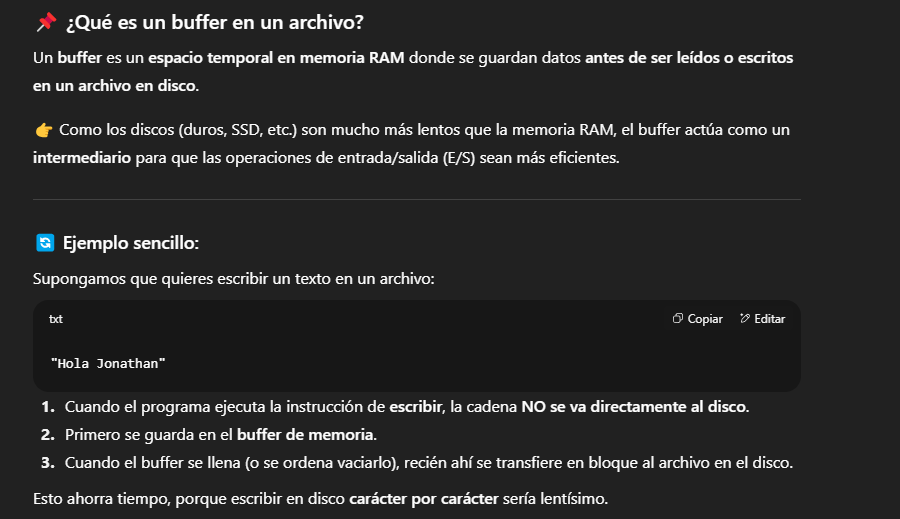 📌 ¿Qué es un buffer en un archivo?
Un buffer es un espacio temporal en memoria RAM donde se guardan datos antes de ser leídos o escritos
en un archivo en disco.
👉 Como los discos (duros, SSD, etc.) son mucho más lentos que la memoria RAM, el buffer actúa como un
intermediario para que las operaciones de entrada/salida (E/S) sean más eficientes.
🔄 Ejemplo sencillo:
Supongamos que quieres escribir un texto en un archivo:
txt Copiar Editar
"Hola Jonathan"
1. Cuando el programa ejecuta la instrucción de escribir, la cadena NO se va directamente al disco.
2. Primero se guarda en el buffer de memoria.
3. Cuando el buffer se llena (o se ordena vaciarlo), recién ahí se transfiere en bloque al archivo en el disco.
Esto ahorra tiempo, porque escribir en disco carácter por carácter sería lentísimo.